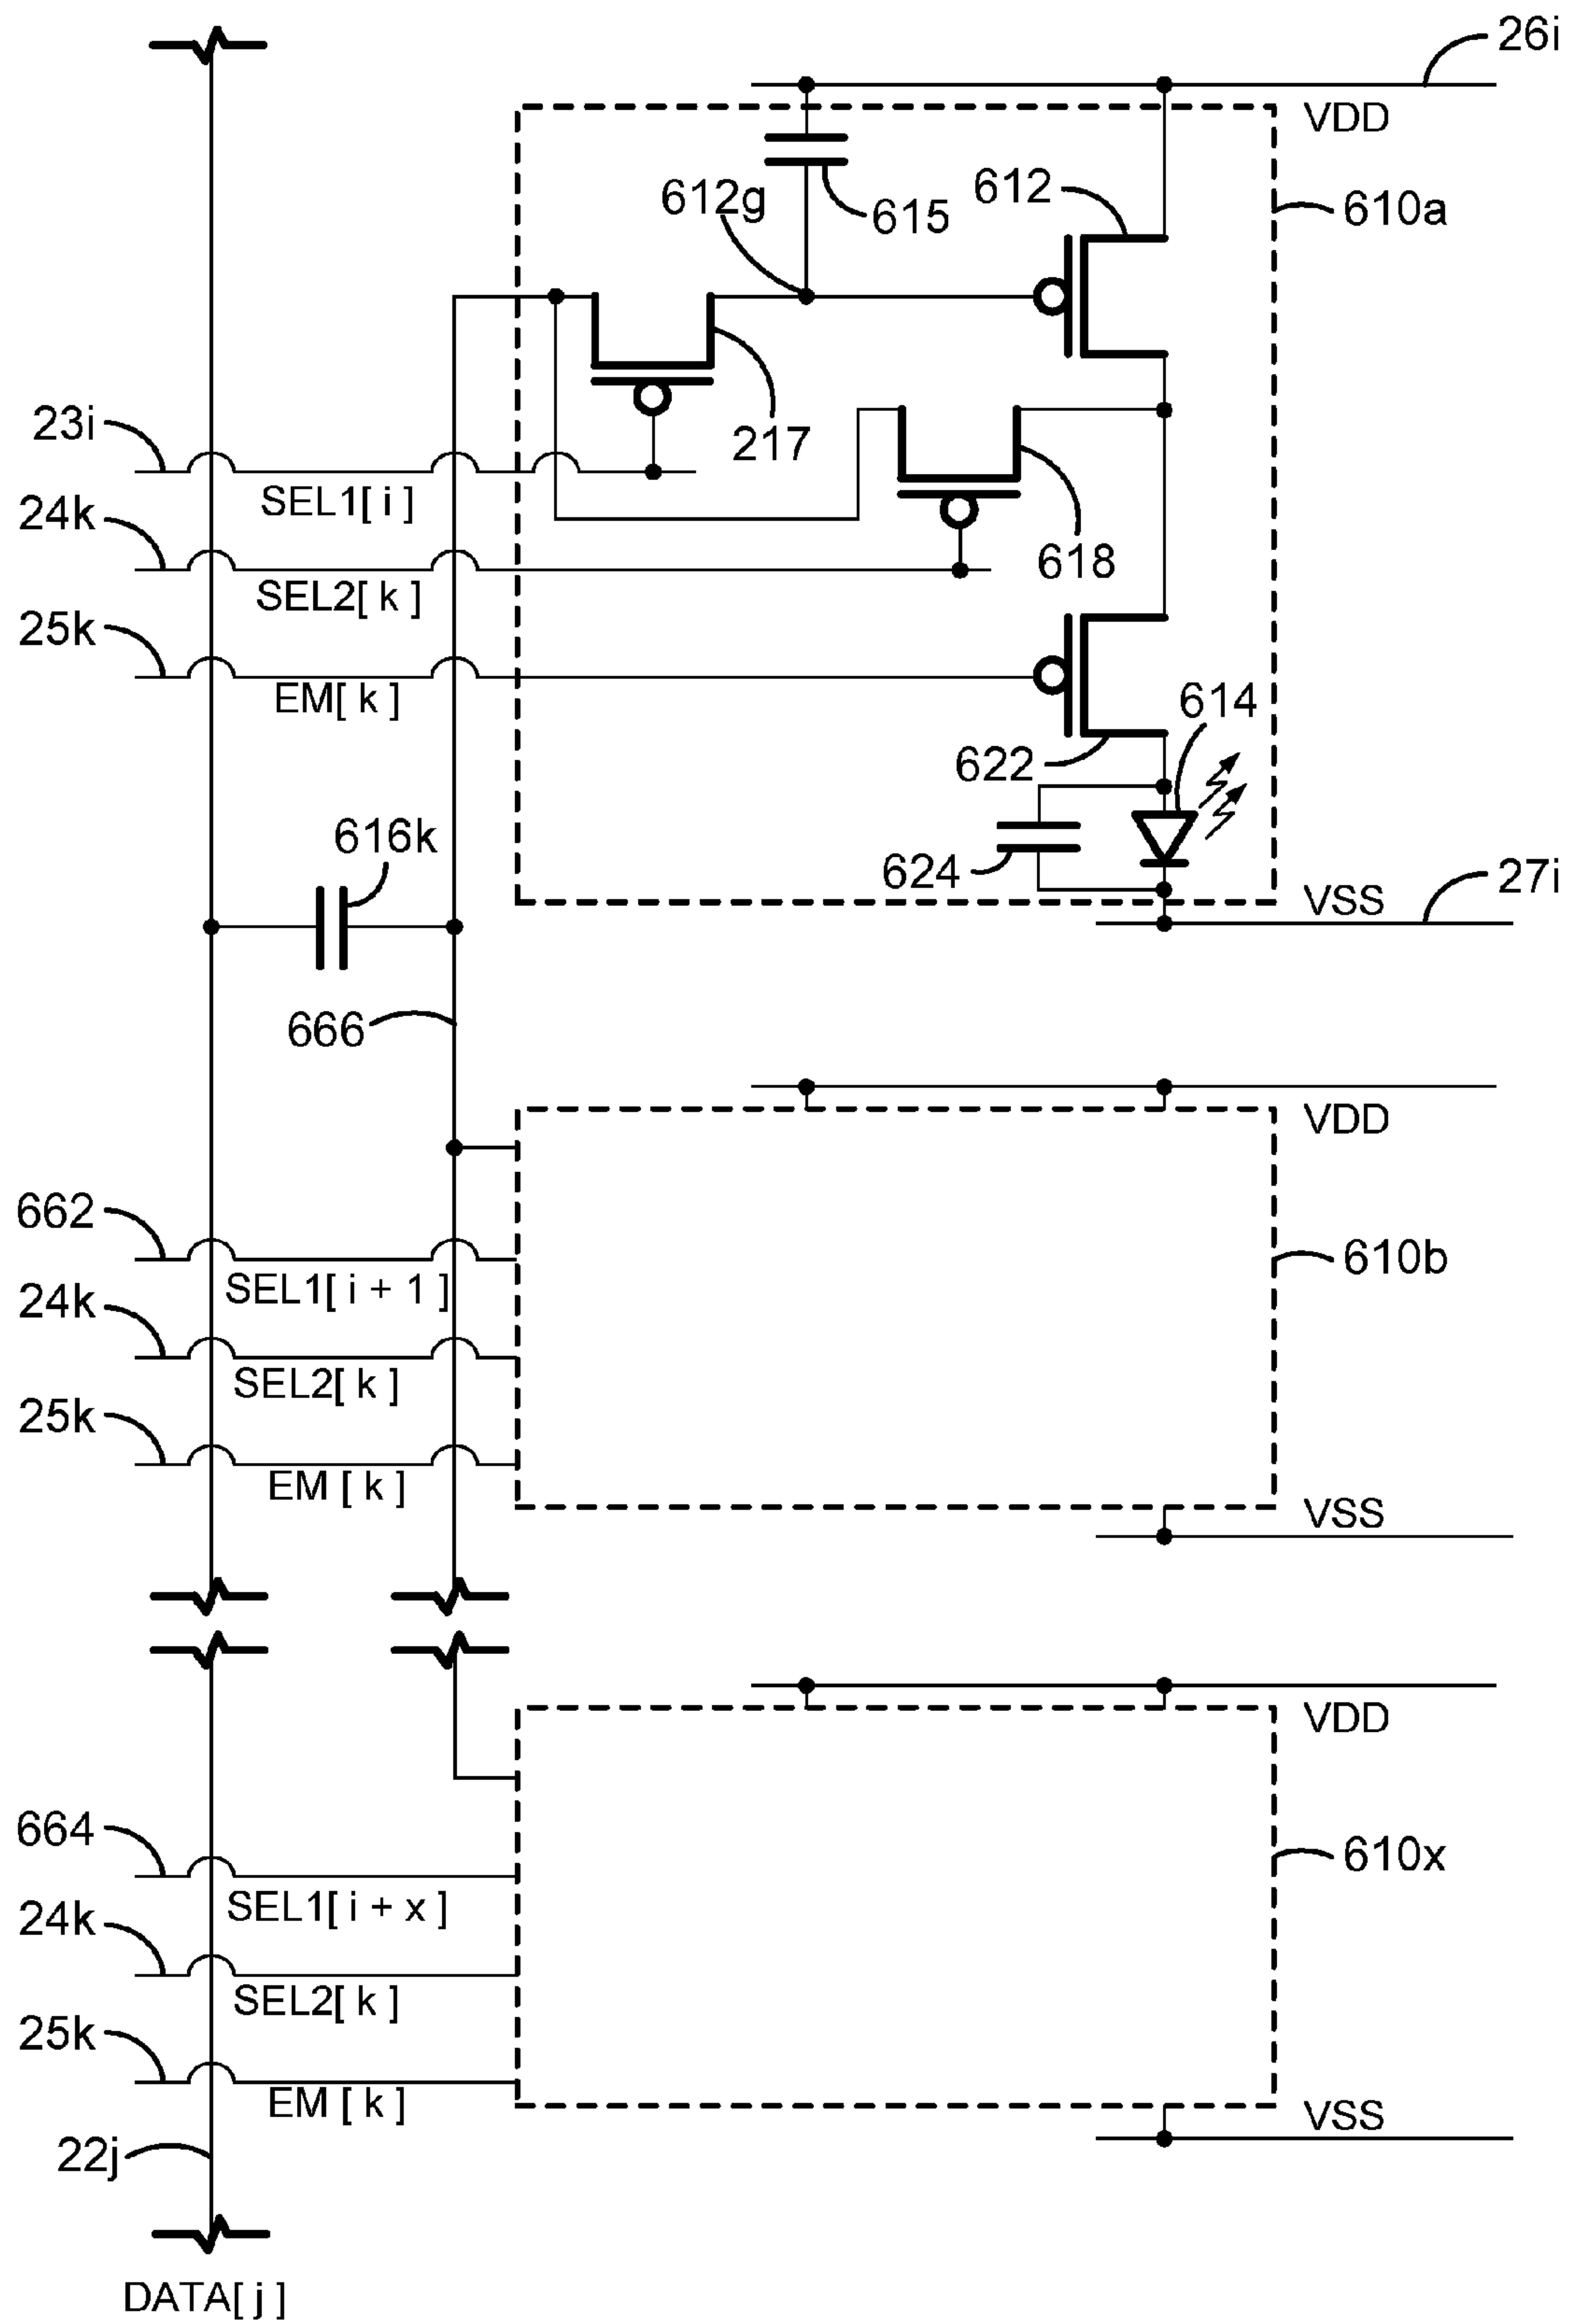 26i
VDD
612g
612
615
610a
23i
217
SEL1[ i ]
24k
618
SEL2[ k ]
25k
EM[ k ]
614
622
616k
624
VSS
27i
666
VDD
662
SEL1[ i + 1 ]
610b
24k
SEL2[ k ]
25k
EM [ k ]
VSS
VDD
664
SEL1[ i + x ]
610x
24k
SEL2[ k ]
25k
EM [ k ]
VSS
22j
DATA[ j ]